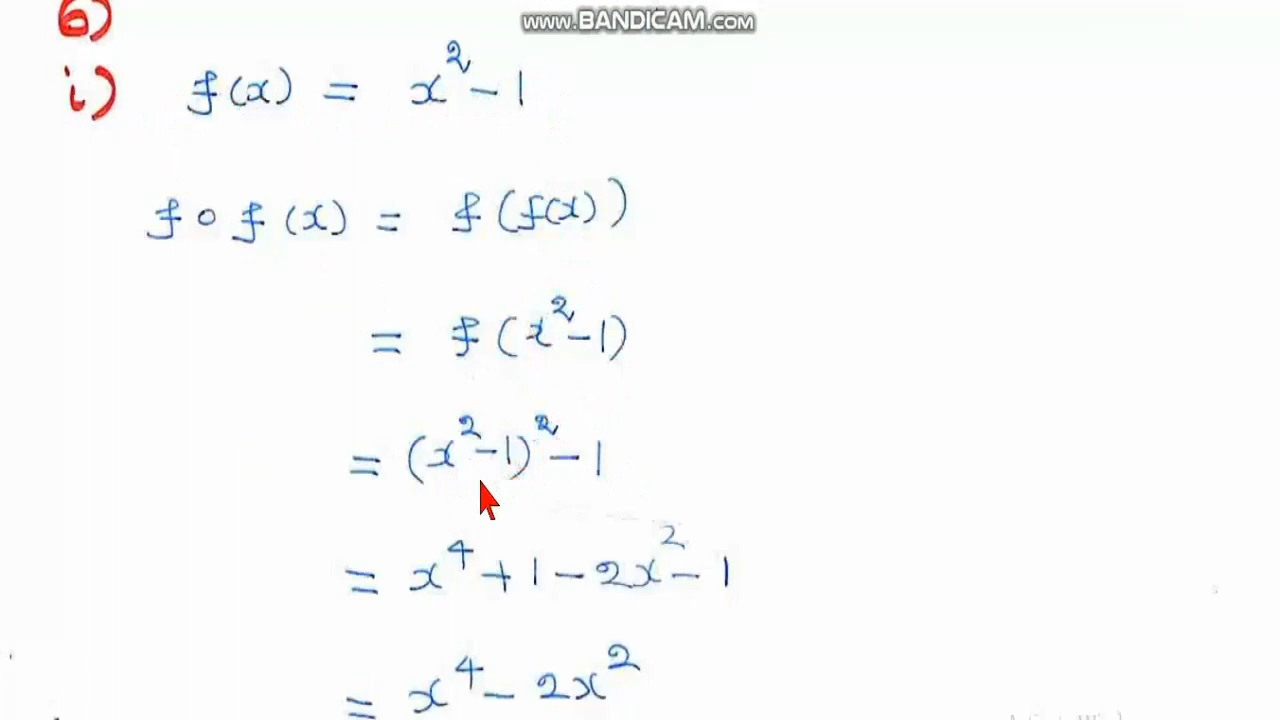 www.BANDICAM.com
6)
i) f(x) = x² - 1
f ∘ f(x) = f(f(x))
= f(x² - 1)
= (x² - 1)² - 1
= x⁴ + 1 - 2x² - 1
= x⁴ - 2x²